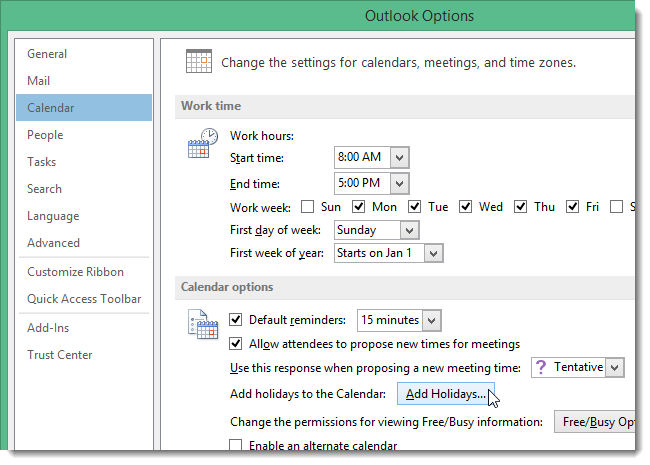 Outlook Options
General
Mail
Calendar
People
Tasks
Search
Language
Advanced
Customize Ribbon
Quick Access Toolbar
Add-Ins
Trust Center
Change the settings for calendars, meetings, and time zones.
Work time
Work hours:
Start time: 8:00 AM
End time: 5:00 PM
Work week: Sun Mon Tue Wed Thu Fri S
First day of week: Sunday
First week of year: Starts on Jan 1
Calendar options
Default reminders: 15 minutes
Allow attendees to propose new times for meetings
Use this response when proposing a new meeting time: ? Tentative
Add holidays to the Calendar: Add Holidays...
Change the permissions for viewing Free/Busy information: Free/Busy Opt
Enable an alternate calendar